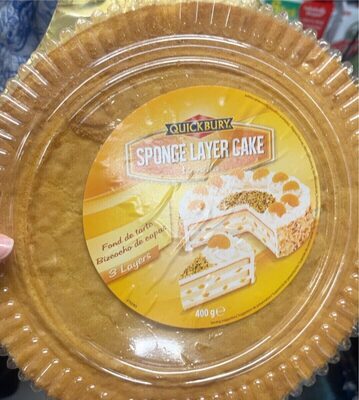 QUICKBURY
SPONGE LAYER CAKE
Fond de tarte
Bizcocho de capas
3 Layers
400 g e